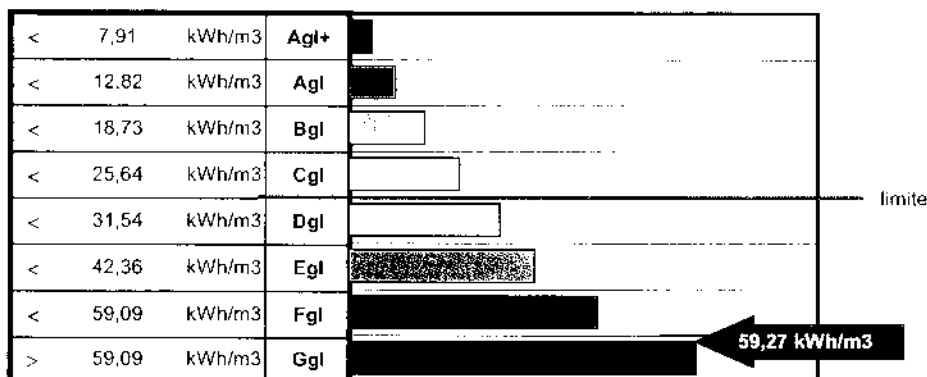 < 7,91 kWh/m3 Agl+
< 12.82 kWh/m3 Agl
< 18,73 kWh/m3 Bgl
< 25,64 kWh/m3 Cgl
limite
< 31,54 kWh/m3 Dgl
< 42,36 kWh/m3 Egl
< 59,09 kWh/m3 Fgl
59,27 kWh/m3
> 59,09 kWh/m3 Ggl